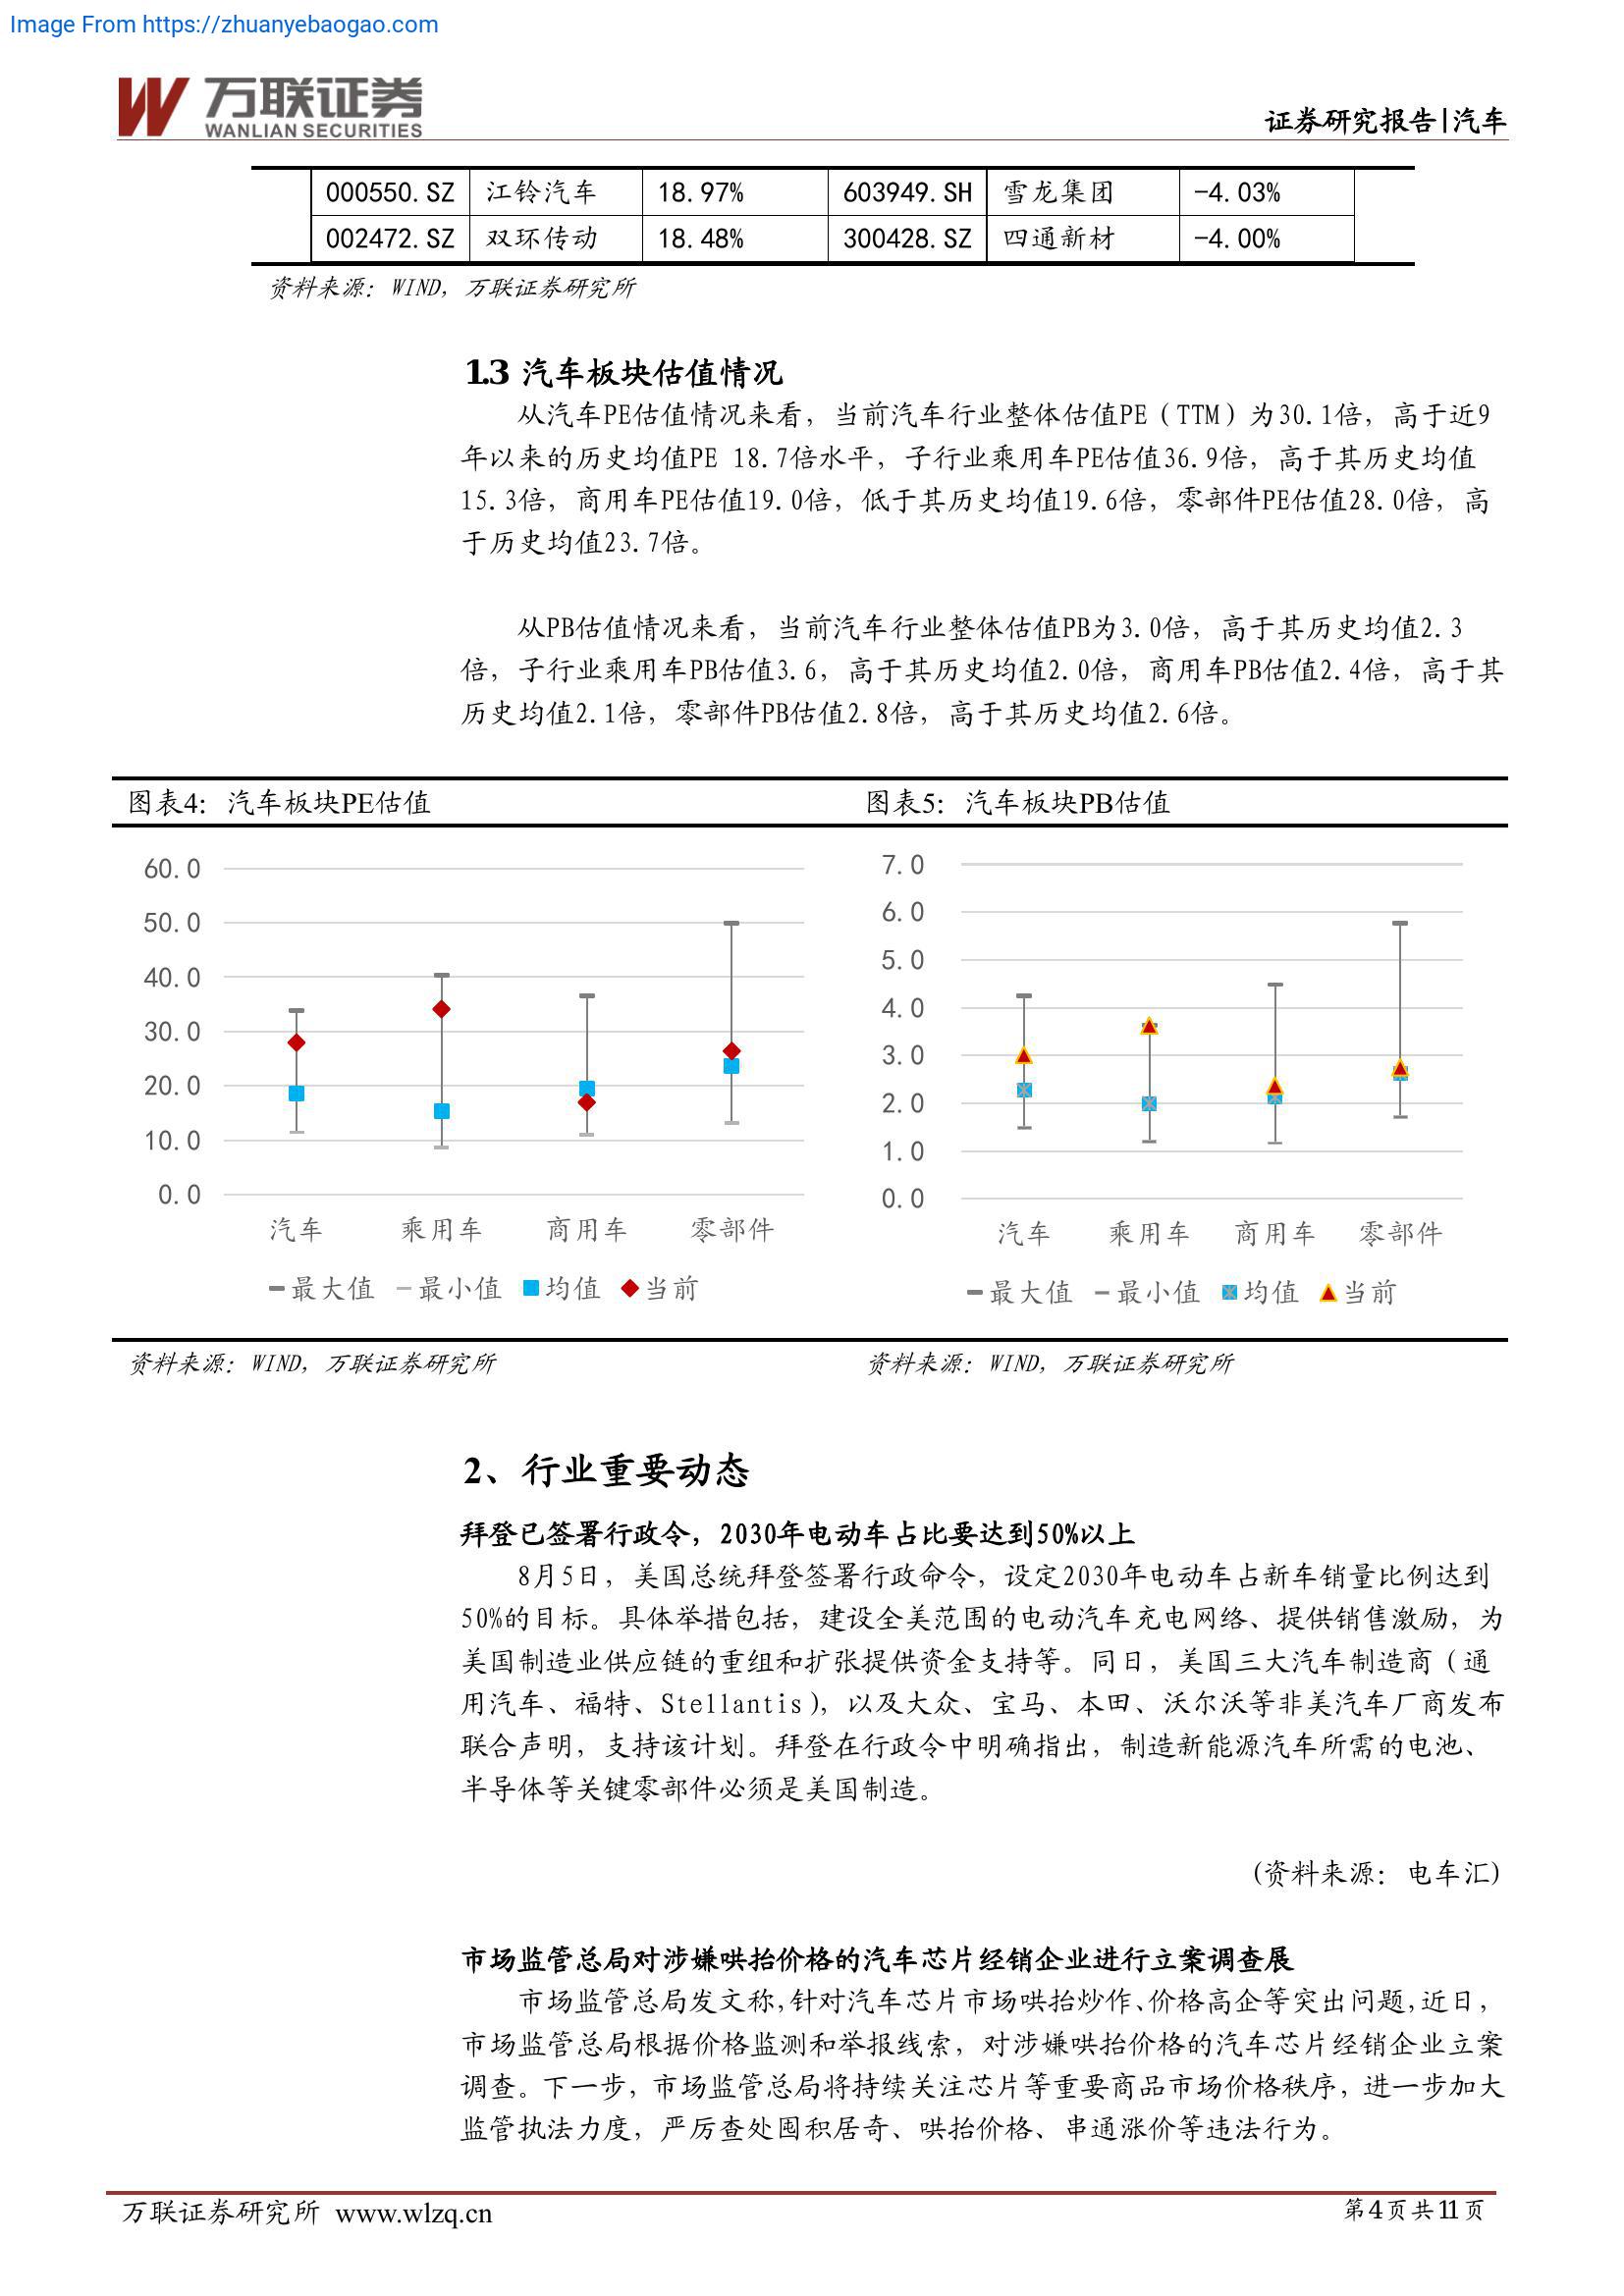 Image From https://zhuanyebaogao.com
万联证券
WANLIAN SECURITIES
证券研究报告|汽车
000550.SZ 江铃汽车 18.97% 603949.SH 雪龙集团 -4.03%
002472.SZ 双环传动 18.48% 300428.SZ 四通新材 -4.00%
资料来源：WIND，万联证券研究所
1.3 汽车板块估值情况
从汽车PE估值情况来看，当前汽车行业整体估值PE（TTM）为30.1倍，高于近9
年以来的历史均值PE 18.7倍水平，子行业乘用车PE估值36.9倍，高于其历史均值
15.3倍，商用车PE估值19.0倍，低于其历史均值19.6倍，零部件PE估值28.0倍，高
于历史均值23.7倍。
从PB估值情况来看，当前汽车行业整体估值PB为3.0倍，高于其历史均值2.3
倍，子行业乘用车PB估值3.6，高于其历史均值2.0倍，商用车PB估值2.4倍，高于其
历史均值2.1倍，零部件PB估值2.8倍，高于其历史均值2.6倍。
图表4：汽车板块PE估值
60.0
50.0
40.0
30.0
20.0
10.0
0.0
汽车 乘用车 商用车 零部件
最大值 最小值 均值 当前
资料来源：WIND，万联证券研究所
图表5：汽车板块PB估值
7.0
6.0
5.0
4.0
3.0
2.0
1.0
0.0
汽车 乘用车 商用车 零部件
最大值 最小值 均值 当前
资料来源：WIND，万联证券研究所
2、行业重要动态
拜登已签署行政令，2030年电动车占比要达到50%以上
8月5日，美国总统拜登签署行政命令，设定2030年电动车占新车销量比例达到
50%的目标。具体举措包括，建设全美范围的电动汽车充电网络、提供销售激励，为
美国制造业供应链的重组和扩张提供资金支持等。同日，美国三大汽车制造商（通
用汽车、福特、Stellantis)，以及大众、宝马、本田、沃尔沃等非美汽车厂商发布
联合声明，支持该计划。拜登在行政令中明确指出，制造新能源汽车所需的电池、
半导体等关键零部件必须是美国制造。
(资料来源：电车汇)
市场监管总局对涉嫌哄抬价格的汽车芯片经销企业进行立案调查展
市场监管总局发文称,针对汽车芯片市场哄抬炒作、价格高企等突出问题,近日，
市场监管总局根据价格监测和举报线索，对涉嫌哄抬价格的汽车芯片经销企业立案
调查。下一步，市场监管总局将持续关注芯片等重要商品市场价格秩序，进一步加大
监管执法力度，严厉查处囤积居奇、哄抬价格、串通涨价等违法行为。
万联证券研究所 www.wlzq.cn
第4页共11页